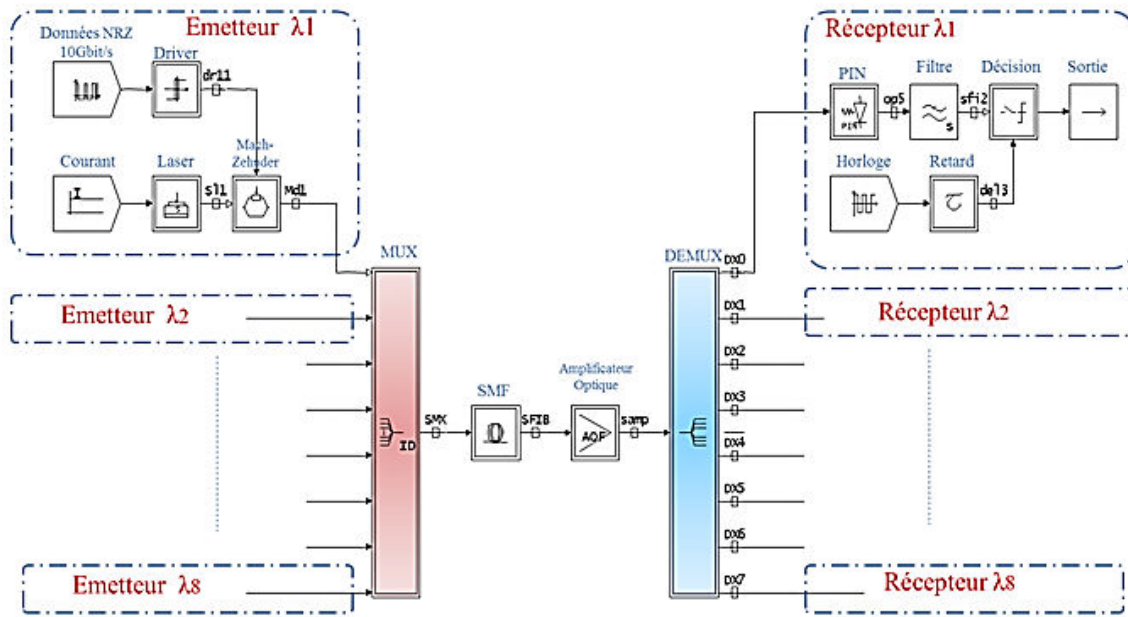 Emetteur λ1
Données NRZ
10Gbit/s
Driver
dr11
Courant
I
Laser
sl1
Mach-
Zehnder
Md1
MUX
Emetteur λ2
Emetteur λ8
ID
SMX
SMF
SFIB
Amplificateur
Optique
AOF
samp
DEMUX
DX0
DX1
DX2
DX3
DX4
DX5
DX6
DX7
Récepteur λ1
PIN
PINT
op5
Filtre
s
sfi2
Décision
Sortie
Horloge
Retard
del3
Récepteur λ2
Récepteur λ8